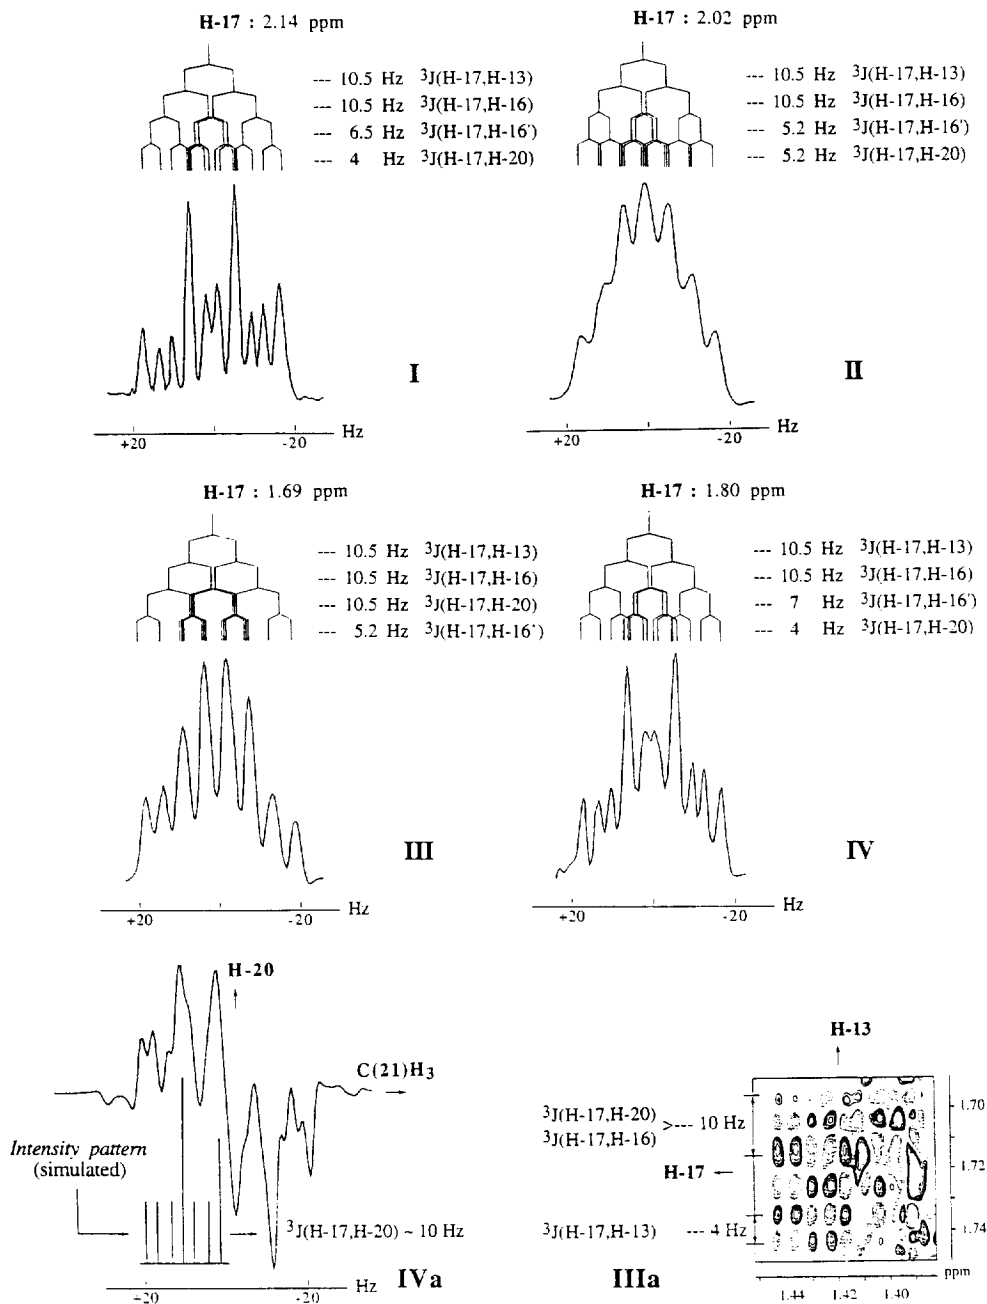 H-17 : 2.14 ppm
--- 10.5 Hz ³J(H-17,H-13)
--- 10.5 Hz ³J(H-17,H-16)
--- 6.5 Hz ³J(H-17,H-16')
--- 4 Hz ³J(H-17,H-20)
I
+20 -20 Hz
H-17 : 2.02 ppm
--- 10.5 Hz ³J(H-17,H-13)
--- 10.5 Hz ³J(H-17,H-16)
--- 5.2 Hz ³J(H-17,H-16')
--- 5.2 Hz ³J(H-17,H-20)
II
+20 -20 Hz
H-17 : 1.69 ppm
--- 10.5 Hz ³J(H-17,H-13)
--- 10.5 Hz ³J(H-17,H-16)
--- 10.5 Hz ³J(H-17,H-20)
--- 5.2 Hz ³J(H-17,H-16')
III
+20 -20 Hz
H-17 : 1.80 ppm
--- 10.5 Hz ³J(H-17,H-13)
--- 10.5 Hz ³J(H-17,H-16)
--- 7 Hz ³J(H-17,H-16')
--- 4 Hz ³J(H-17,H-20)
IV
+20 -20 Hz
H-20
C(21)H₃
Intensity pattern
(simulated)
³J(H-17,H-20) ~ 10 Hz
+20 -20 Hz
IVa
H-13
³J(H-17,H-20)
>--- 10 Hz
³J(H-17,H-16)
H-17
³J(H-17,H-13) --- 4 Hz
1.70
1.72
1.74
ppm
1.44 1.42 1.40
IIIa